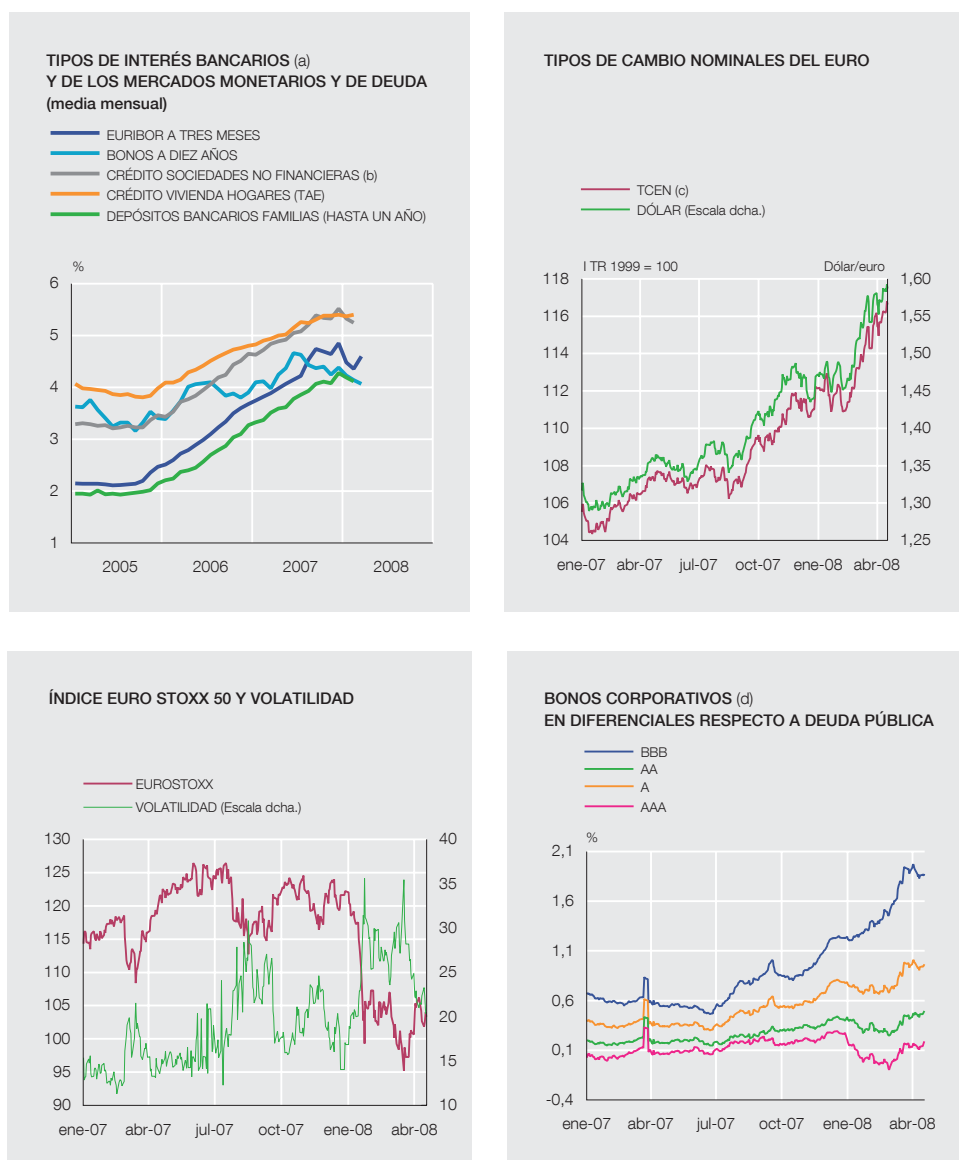 TIPOS DE INTERÉS BANCARIOS (a)
Y DE LOS MERCADOS MONETARIOS Y DE DEUDA
(media mensual)
EURIBOR A TRES MESES
BONOS A DIEZ AÑOS
CRÉDITO SOCIEDADES NO FINANCIERAS (b)
CRÉDITO VIVIENDA HOGARES (TAE)
DEPÓSITOS BANCARIOS FAMILIAS (HASTA UN AÑO)
%
6
5
4
3
2
1
2005 2006 2007 2008
TIPOS DE CAMBIO NOMINALES DEL EURO
TCEN (c)
DÓLAR (Escala dcha.)
I TR 1999 = 100 Dólar/euro
118 1,60
116 1,55
114 1,50
112 1,45
110 1,40
108 1,35
106 1,30
104 1,25
ene-07 abr-07 jul-07 oct-07 ene-08 abr-08
ÍNDICE EURO STOXX 50 Y VOLATILIDAD
EUROSTOXX
VOLATILIDAD (Escala dcha.)
130 40
125 35
120 30
115 25
110 20
105 15
100 10
95
90
ene-07 abr-07 jul-07 oct-07 ene-08 abr-08
BONOS CORPORATIVOS (d)
EN DIFERENCIALES RESPECTO A DEUDA PÚBLICA
BBB
AA
A
AAA
%
2,1
1,6
1,1
0,6
0,1
-0,4
ene-07 abr-07 jul-07 oct-07 ene-08 abr-08